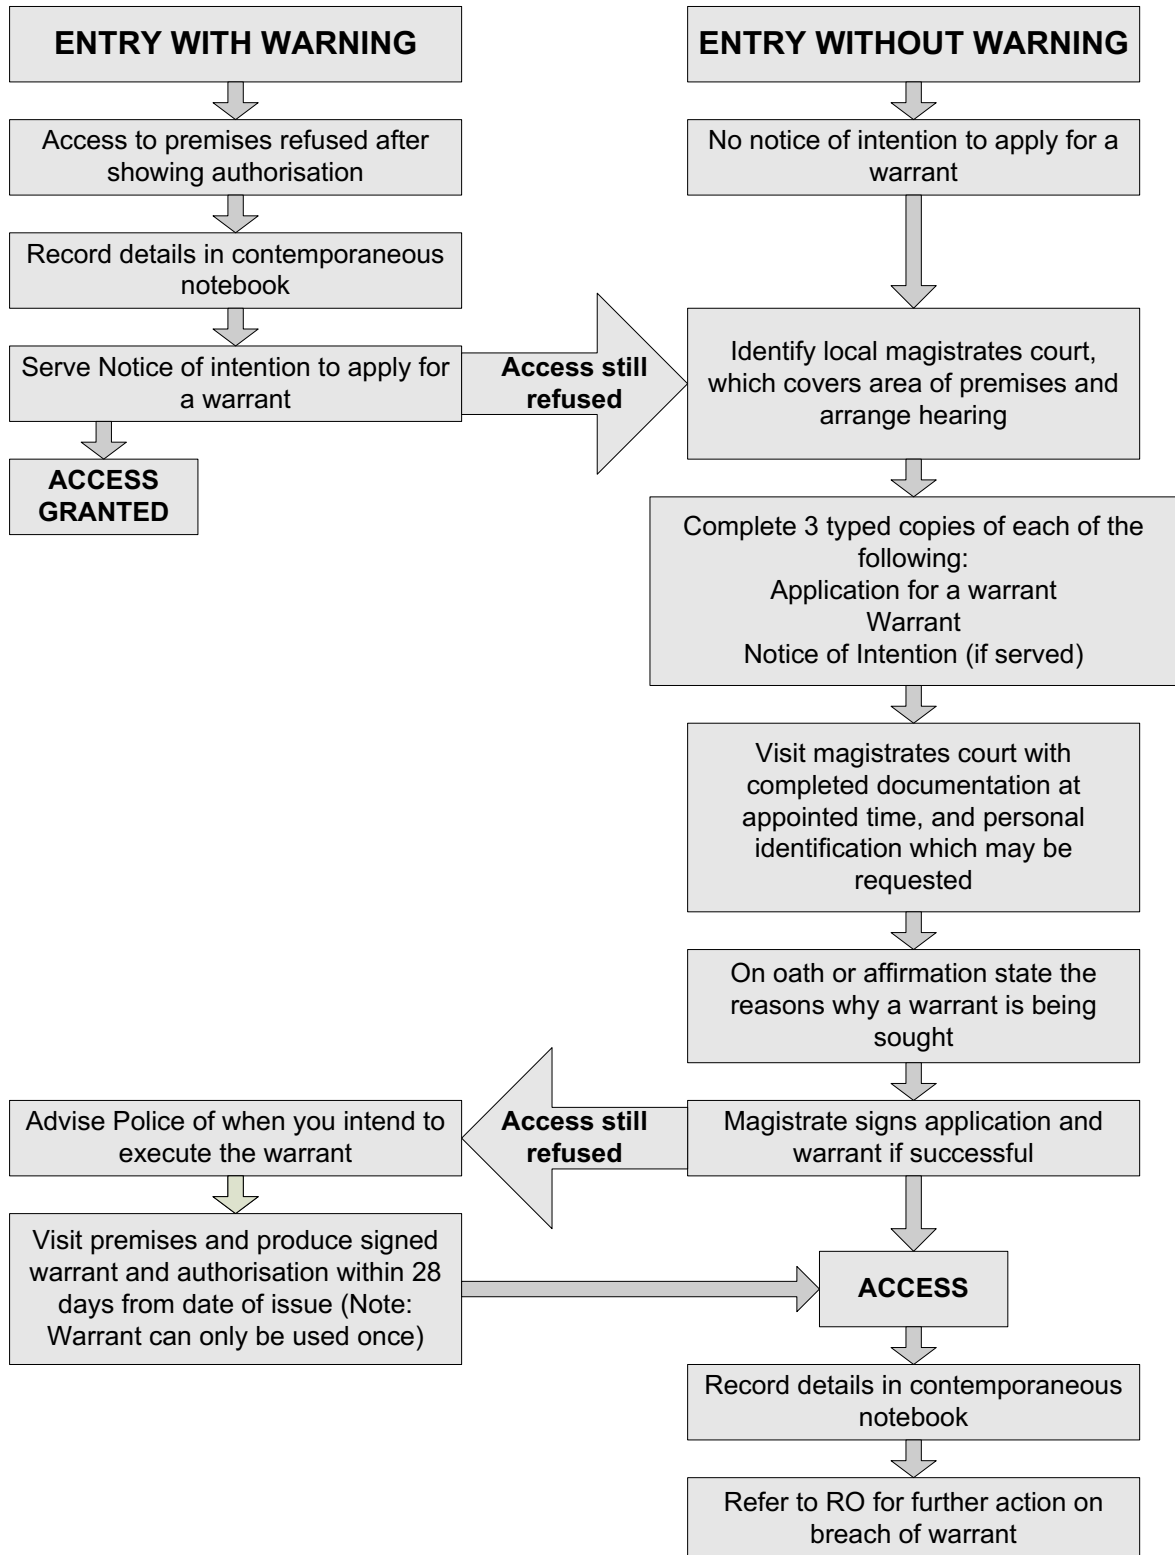 ENTRY WITH WARNING
Access to premises refused after
showing authorisation
Record details in contemporaneous
notebook
Serve Notice of intention to apply for
a warrant
ACCESS
GRANTED
Access still
refused
ENTRY WITHOUT WARNING
No notice of intention to apply for a
warrant
Identify local magistrates court,
which covers area of premises and
arrange hearing
Complete 3 typed copies of each of the
following:
Application for a warrant
Warrant
Notice of Intention (if served)
Visit magistrates court with
completed documentation at
appointed time, and personal
identification which may be
requested
On oath or affirmation state the
reasons why a warrant is being
sought
Magistrate signs application and
warrant if successful
Access still
refused
Advise Police of when you intend to
execute the warrant
Visit premises and produce signed
warrant and authorisation within 28
days from date of issue (Note:
Warrant can only be used once)
ACCESS
Record details in contemporaneous
notebook
Refer to RO for further action on
breach of warrant